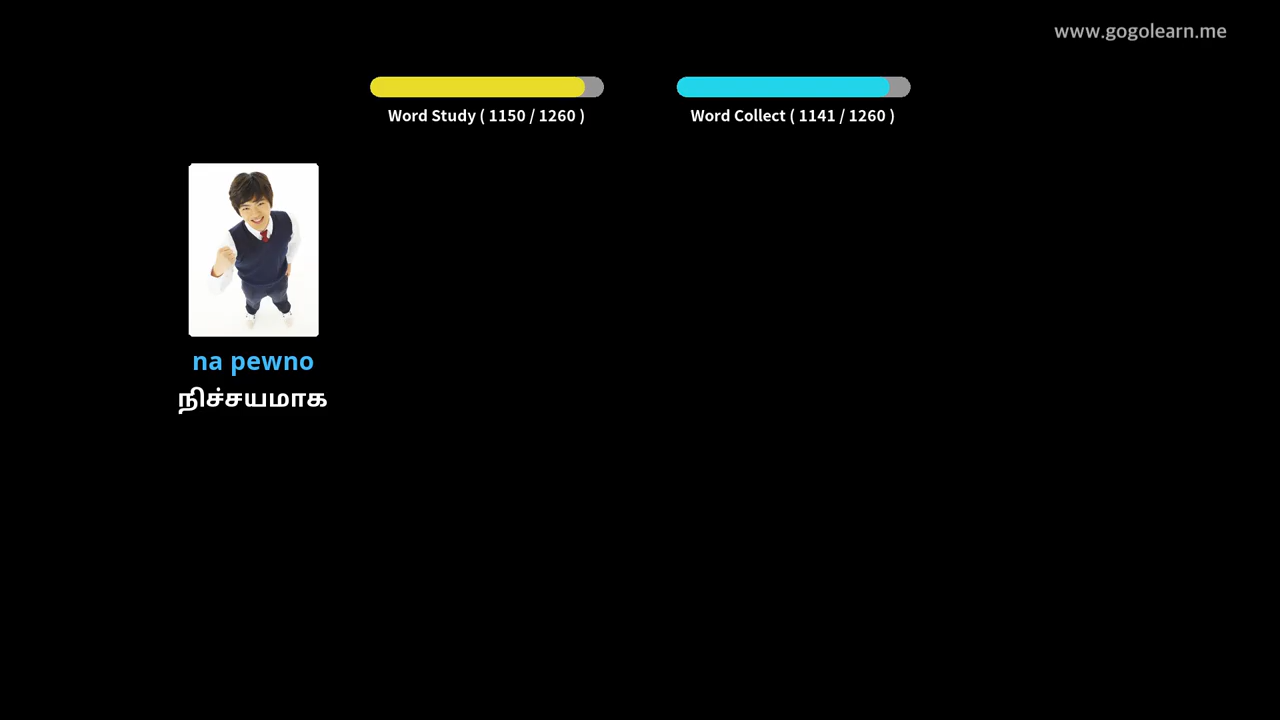 www.gogolearn.me
Word Study ( 1150 / 1260 )
Word Collect ( 1141 / 1260 )
na pewno
நிச்சயமாக